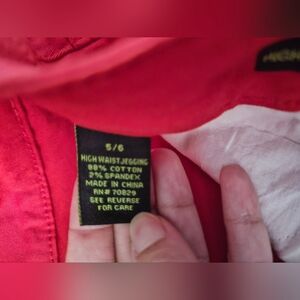 5/6
HIGH WAIST JEGGING
98% COTTON
2% SPANDEX
MADE IN CHINA
RN# 70829
SEE REVERSE
FOR CARE